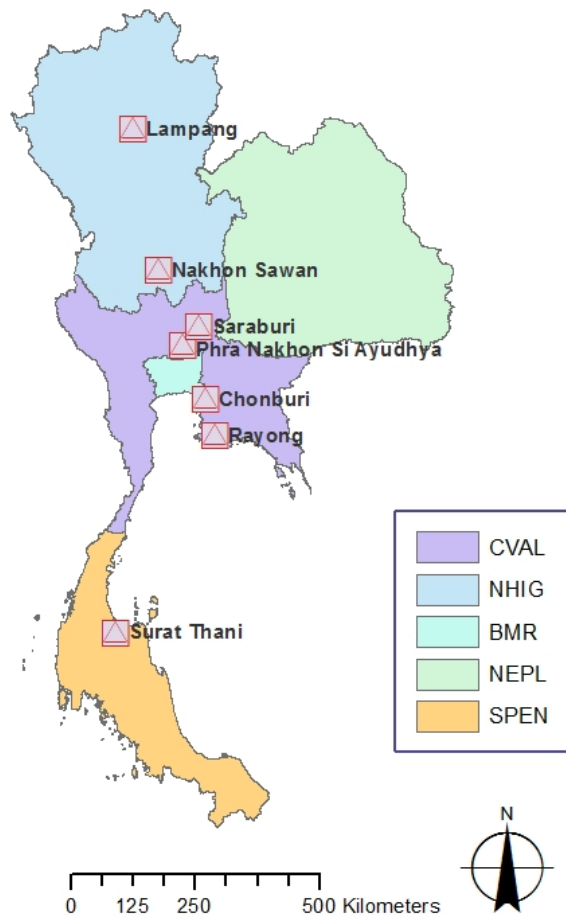 Lampang
Nakhon Sawan
Saraburi
Phra Nakhon Si Ayudhya
Chonburi
Rayong
CVAL
NHIG
BMR
NEPL
SPEN
Surat Thani
N
0 125 250 500 Kilometers